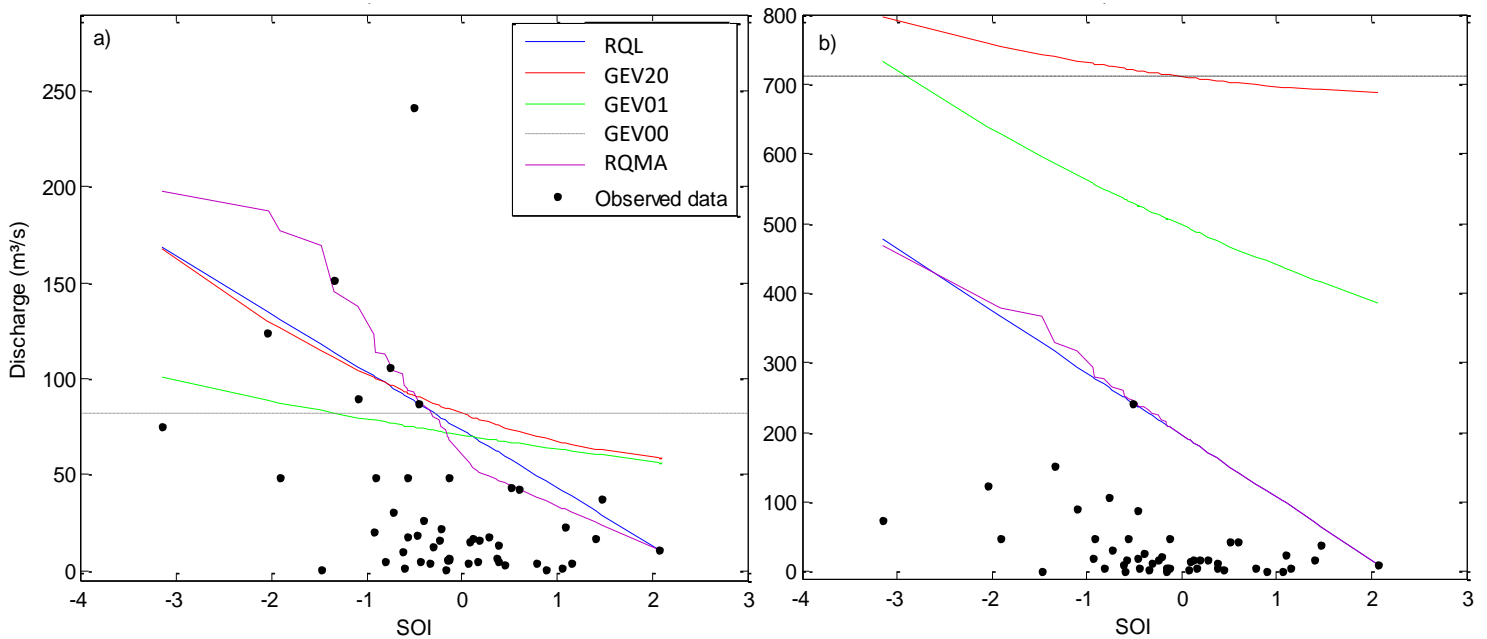 a)
RQL
GEV20
GEV01
GEV00
RQMA
Observed data
Discharge (m³/s)
250
200
150
100
50
0
-4 -3 -2 -1 0 1 2 3
SOI
b)
800
700
600
500
400
300
200
100
0
-4 -3 -2 -1 0 1 2 3
SOI